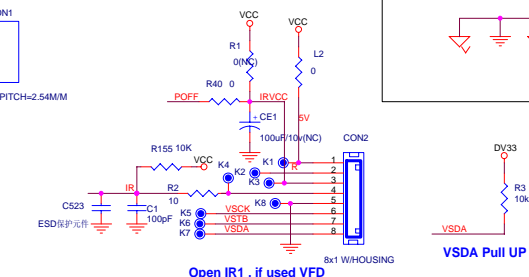 ON1
PITCH=2.54M/M
VCC
VCC
R1
0(NC)
L2
0
R40 0
POFF
IRVCC
+ CE1
100uF/10v(NC)
5V
CON2
R155 10K
VCC
K4
K1
R
K2
K3
IR
R2
10
K8
C523
C1
100pF
ESD保护元件
K5
K6
K7
VSCK
VSTB
VSDA
1
2
3
4
5
6
7
8
8x1 W/HOUSING
Open IR1 , if used VFD
DV33
R3
10k
VSDA
VSDA Pull UP